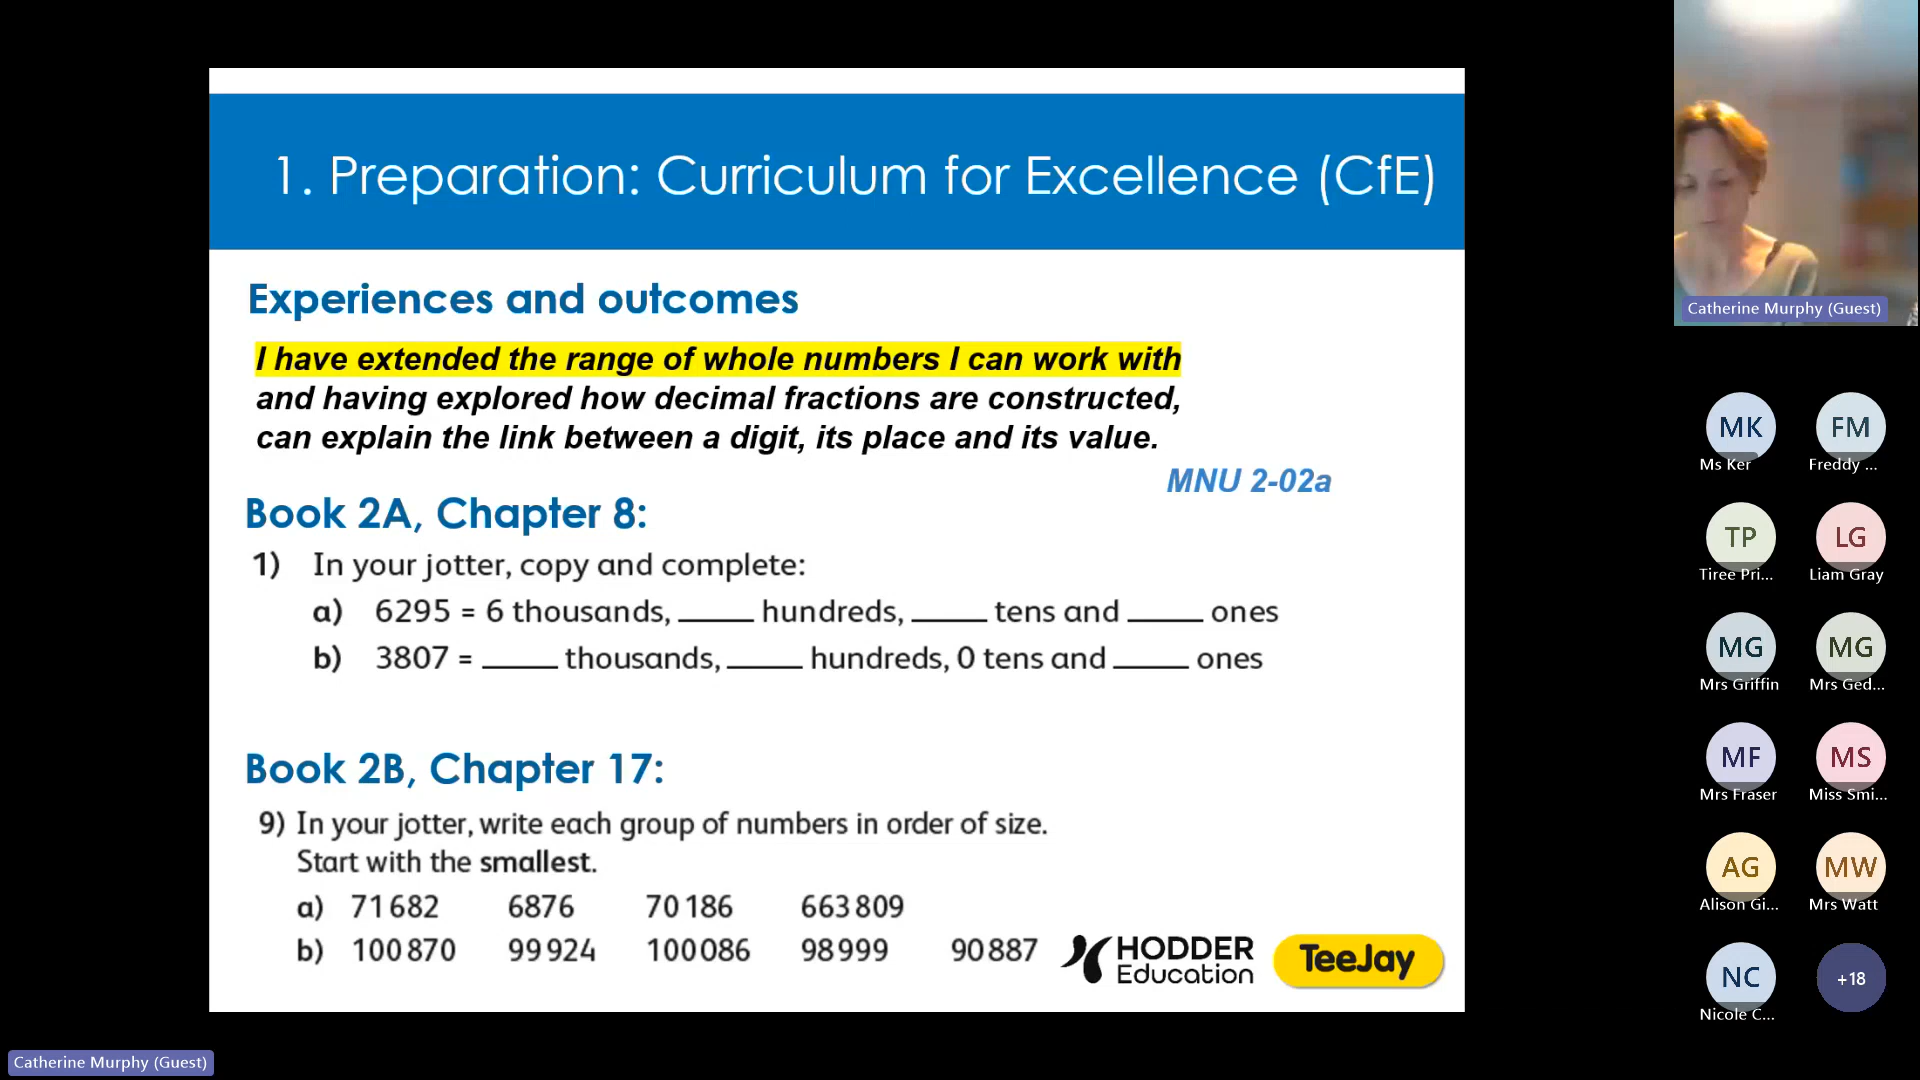 1. Preparation: Curriculum for Excellence (CfE)
Experiences and outcomes
I have extended the range of whole numbers I can work with
and having explored how decimal fractions are constructed,
can explain the link between a digit, its place and its value.
MNU 2-02a
Book 2A, Chapter 8:
1) In your jotter, copy and complete:
a) 6295 = 6 thousands, _____ hundreds, _____ tens and _____ ones
b) 3807 = _____ thousands, _____ hundreds, 0 tens and _____ ones
Book 2B, Chapter 17:
9) In your jotter, write each group of numbers in order of size.
Start with the smallest.
a) 71 682 6876 70 186 663 809
b) 100 870 99 924 100 086 98 999 90 887
HODDER
Education
TeeJay
Catherine Murphy (Guest)
MK FM
Ms Ker Freddy ...
TP LG
Tiree Pri... Liam Gray
MG MG
Mrs Griffin Mrs Ged...
MF MS
Mrs Fraser Miss Smi...
AG MW
Alison Gi... Mrs Watt
NC +18
Nicole C...
Catherine Murphy (Guest)